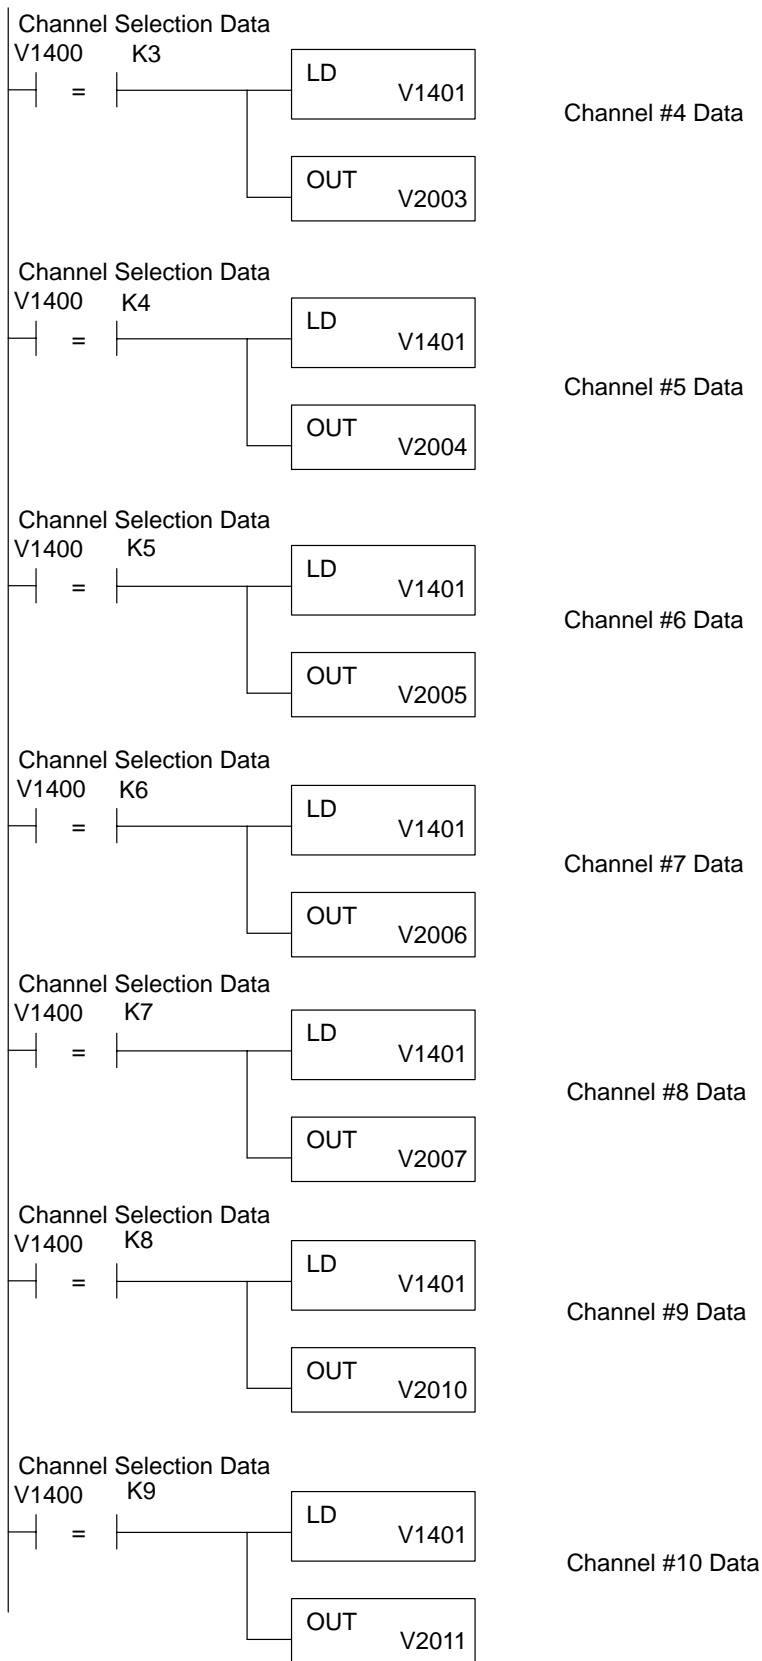 Channel Selection Data
V1400 K3
=
LD
V1401
Channel #4 Data
OUT
V2003
Channel Selection Data
V1400 K4
=
LD
V1401
Channel #5 Data
OUT
V2004
Channel Selection Data
V1400 K5
=
LD
V1401
Channel #6 Data
OUT
V2005
Channel Selection Data
V1400 K6
=
LD
V1401
Channel #7 Data
OUT
V2006
Channel Selection Data
V1400 K7
=
LD
V1401
Channel #8 Data
OUT
V2007
Channel Selection Data
V1400 K8
=
LD
V1401
Channel #9 Data
OUT
V2010
Channel Selection Data
V1400 K9
=
LD
V1401
Channel #10 Data
OUT
V2011